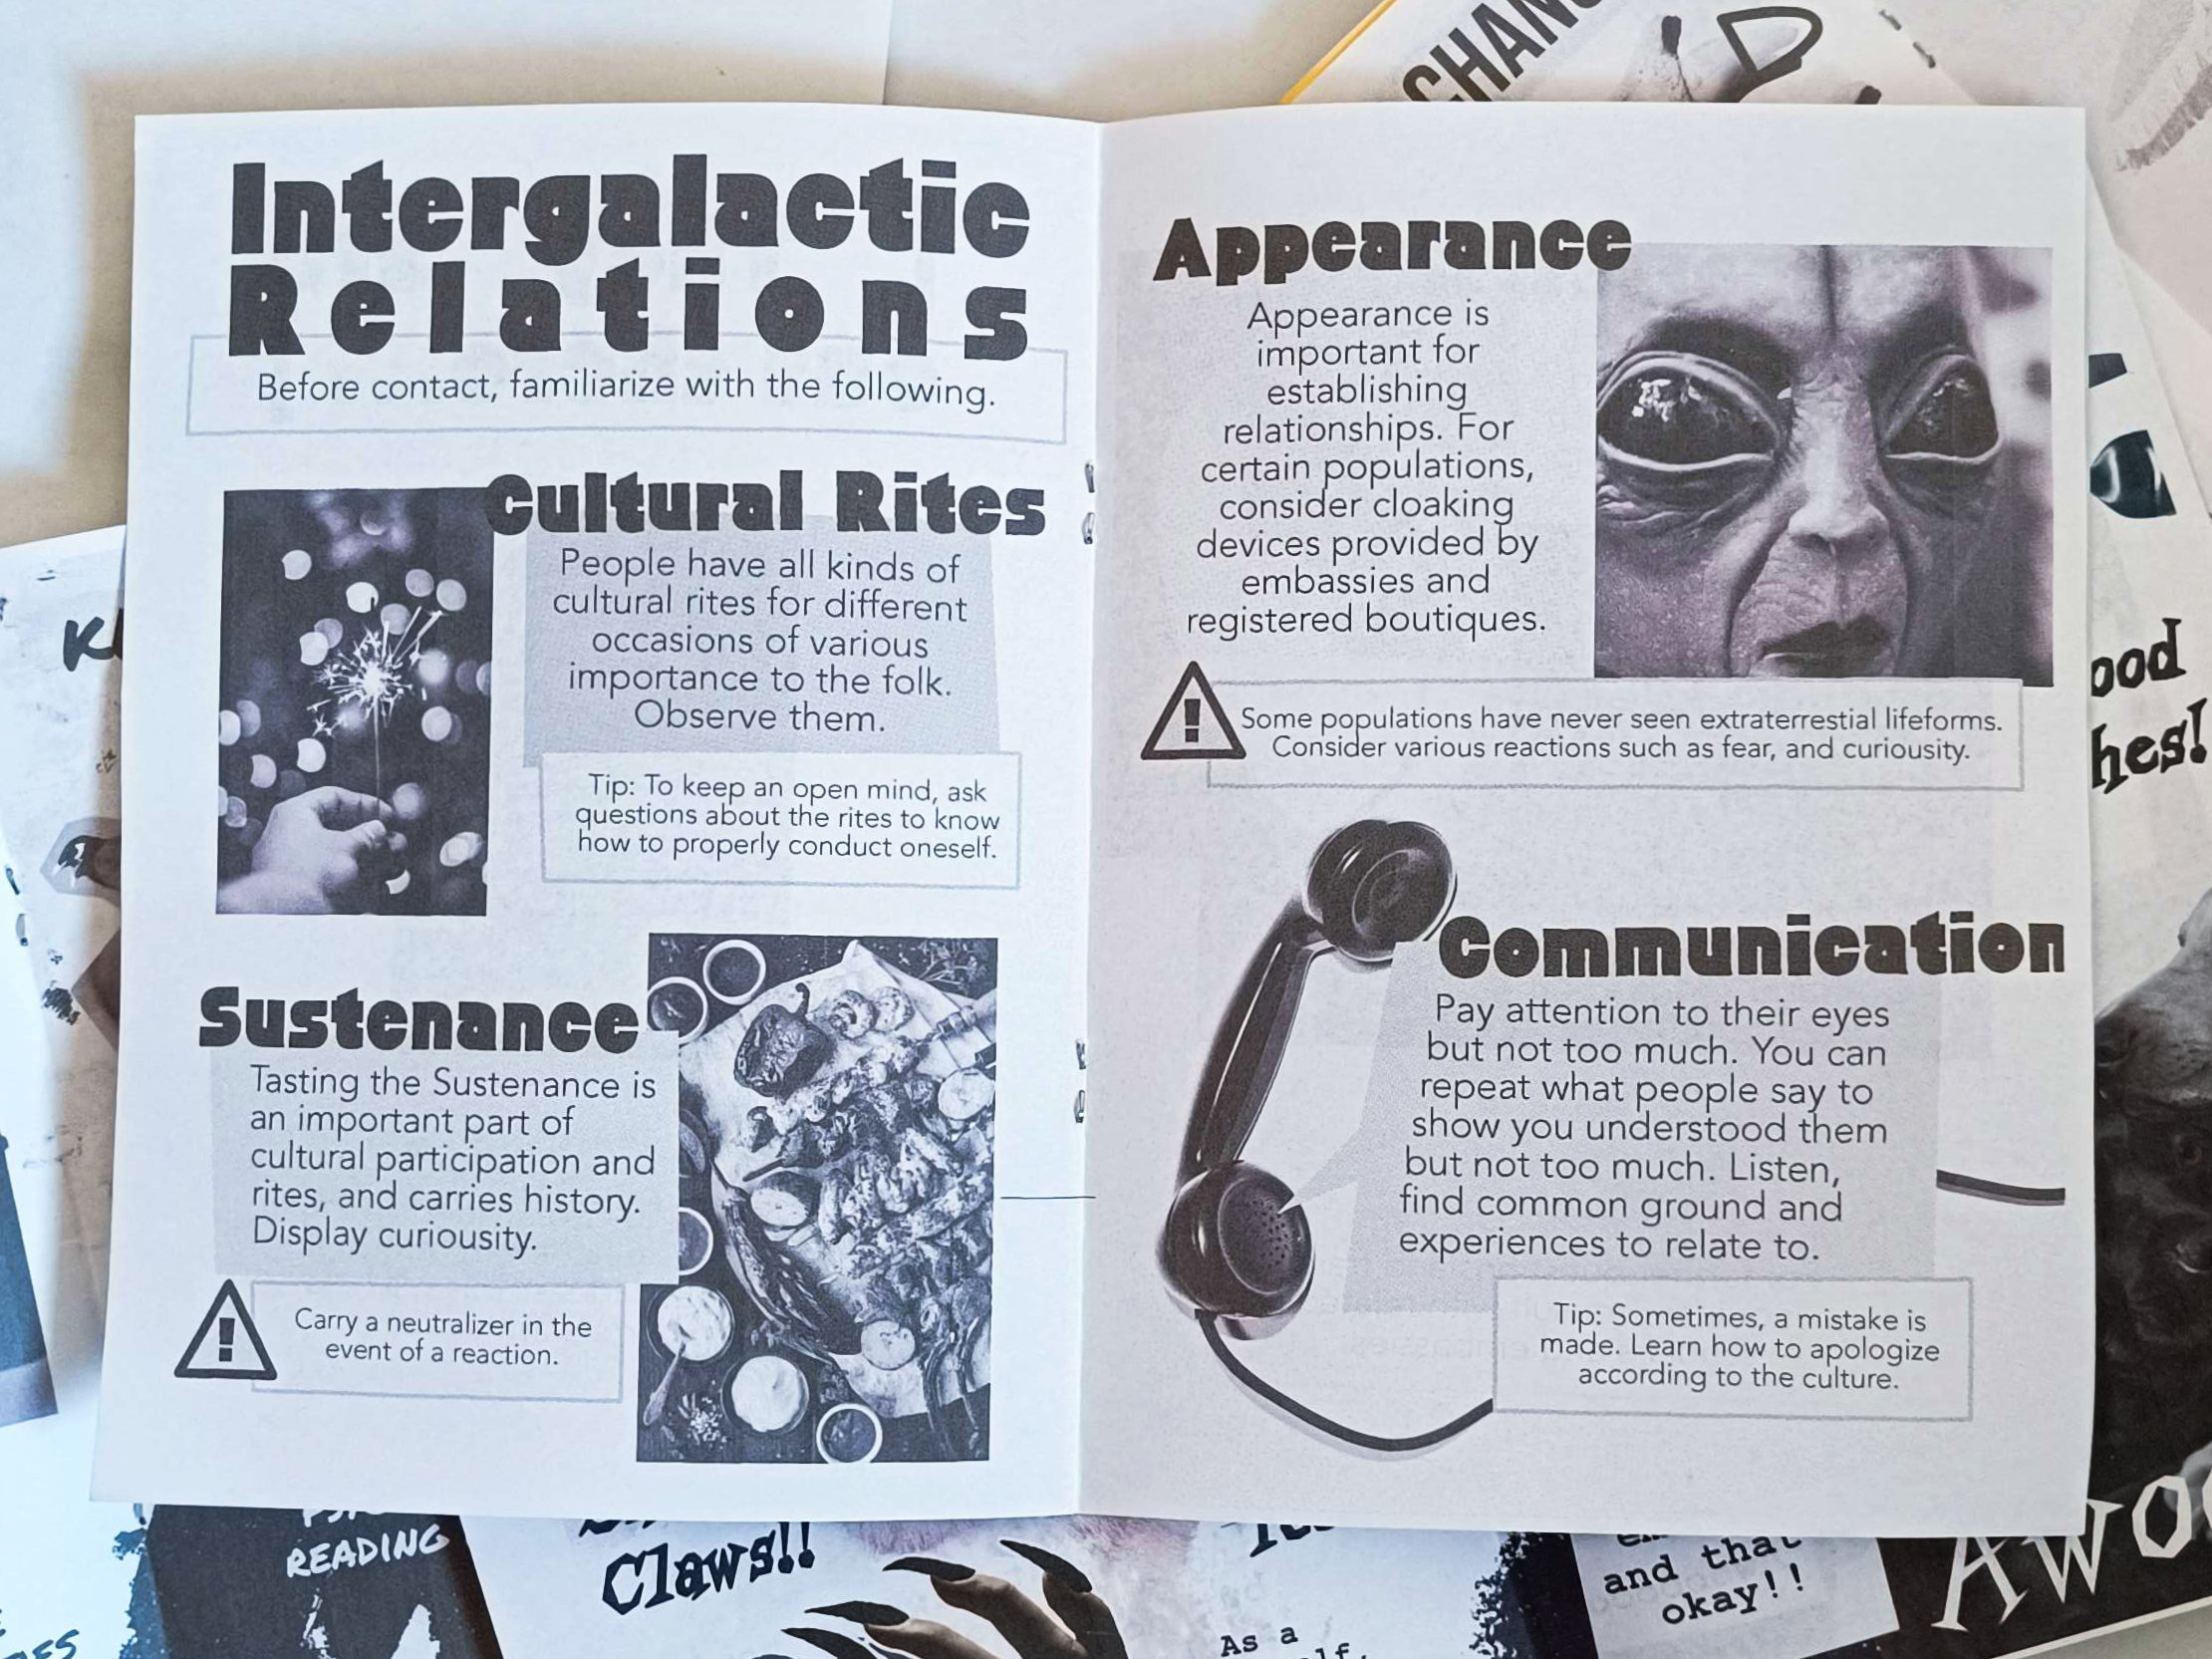 Intergalactic
Relations
Before contact, familiarize with the following.
Cultural Rites
People have all kinds of
cultural rites for different
occasions of various
importance to the folk.
Observe them.
Tip: To keep an open mind, ask
questions about the rites to know
how to properly conduct oneself.
Sustenance
Tasting the Sustenance is
an important part of
cultural participation and
rites, and carries history.
Display curiousity.
!
Carry a neutralizer in the
event of a reaction.
Appearance
Appearance is
important for
establishing
relationships. For
certain populations,
consider cloaking
devices provided by
embassies and
registered boutiques.
!
Some populations have never seen extraterrestial lifeforms.
Consider various reactions such as fear, and curiousity.
Communication
Pay attention to their eyes
but not too much. You can
repeat what people say to
show you understood them
but not too much. Listen,
find common ground and
experiences to relate to.
Tip: Sometimes, a mistake is
made. Learn how to apologize
according to the culture.
READING
Claws!!
As a
and that
okay!!